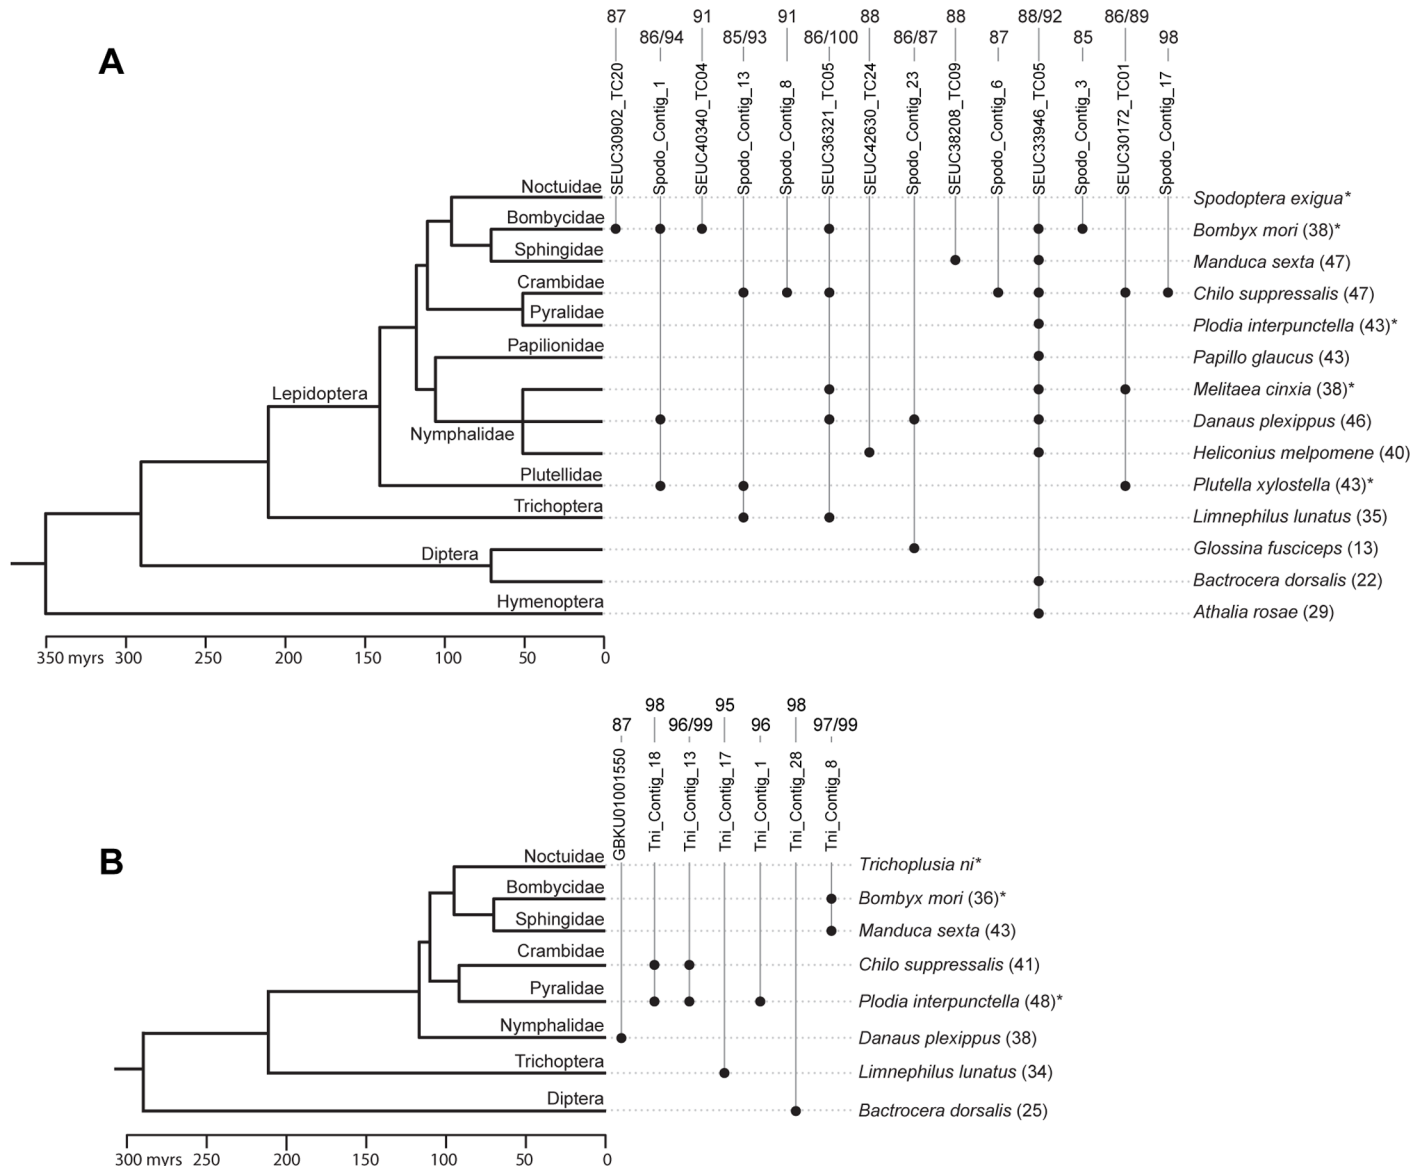 A
87 91 91 88 88 88/92 86/89
86/94 85/93 86/100 86/87 87 85 98
SEUC30902_TC20
Spodo_Contig_1
SEUC40340_TC04
Spodo_Contig_13
Spodo_Contig_8
SEUC36321_TC05
SEUC42630_TC24
Spodo_Contig_23
SEUC38208_TC09
Spodo_Contig_6
SEUC33946_TC05
Spodo_Contig_3
SEUC30172_TC01
Spodo_Contig_17
Noctuidae Spodoptera exigua*
Bombycidae Bombyx mori (38)*
Sphingidae Manduca sexta (47)
Crambidae Chilo suppressalis (47)
Pyralidae Plodia interpunctella (43)*
Papilionidae Papillo glaucus (43)
Lepidoptera Melitaea cinxia (38)*
Danaus plexippus (46)
Nymphalidae Heliconius melpomene (40)
Plutellidae Plutella xylostella (43)*
Trichoptera Limnephilus lunatus (35)
Diptera Glossina fusciceps (13)
Bactrocera dorsalis (22)
Hymenoptera Athalia rosae (29)
350 myrs 300 250 200 150 100 50 0
B
98 95 98
87 96/99 96 97/99
GBKU01001550
Tni_Contig_18
Tni_Contig_13
Tni_Contig_17
Tni_Contig_1
Tni_Contig_28
Tni_Contig_8
Noctuidae Trichoplusia ni*
Bombycidae Bombyx mori (36)*
Sphingidae Manduca sexta (43)
Crambidae Chilo suppressalis (41)
Pyralidae Plodia interpunctella (48)*
Nymphalidae Danaus plexippus (38)
Trichoptera Limnephilus lunatus (34)
Diptera Bactrocera dorsalis (25)
300 myrs 250 200 150 100 50 0